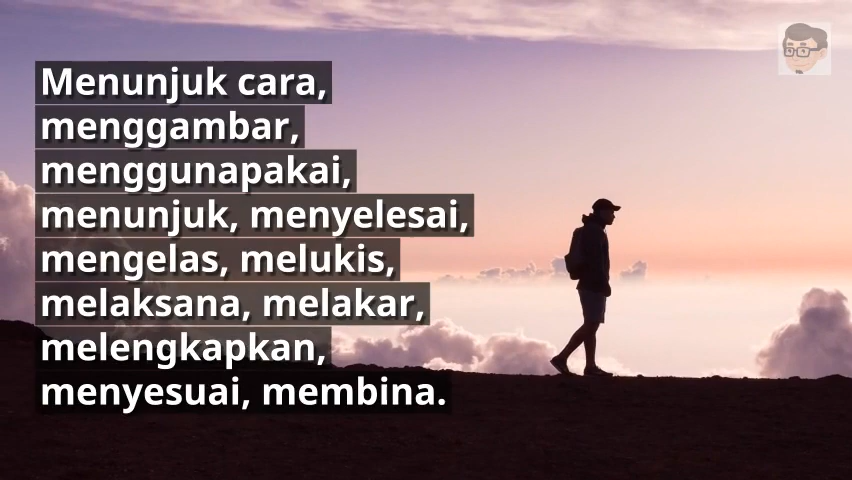 Menunjuk cara,
menggambar,
menggunapakai,
menunjuk, menyelesai,
mengelas, melukis,
melaksana, melakar,
melengkapkan,
menyesuai, membina.